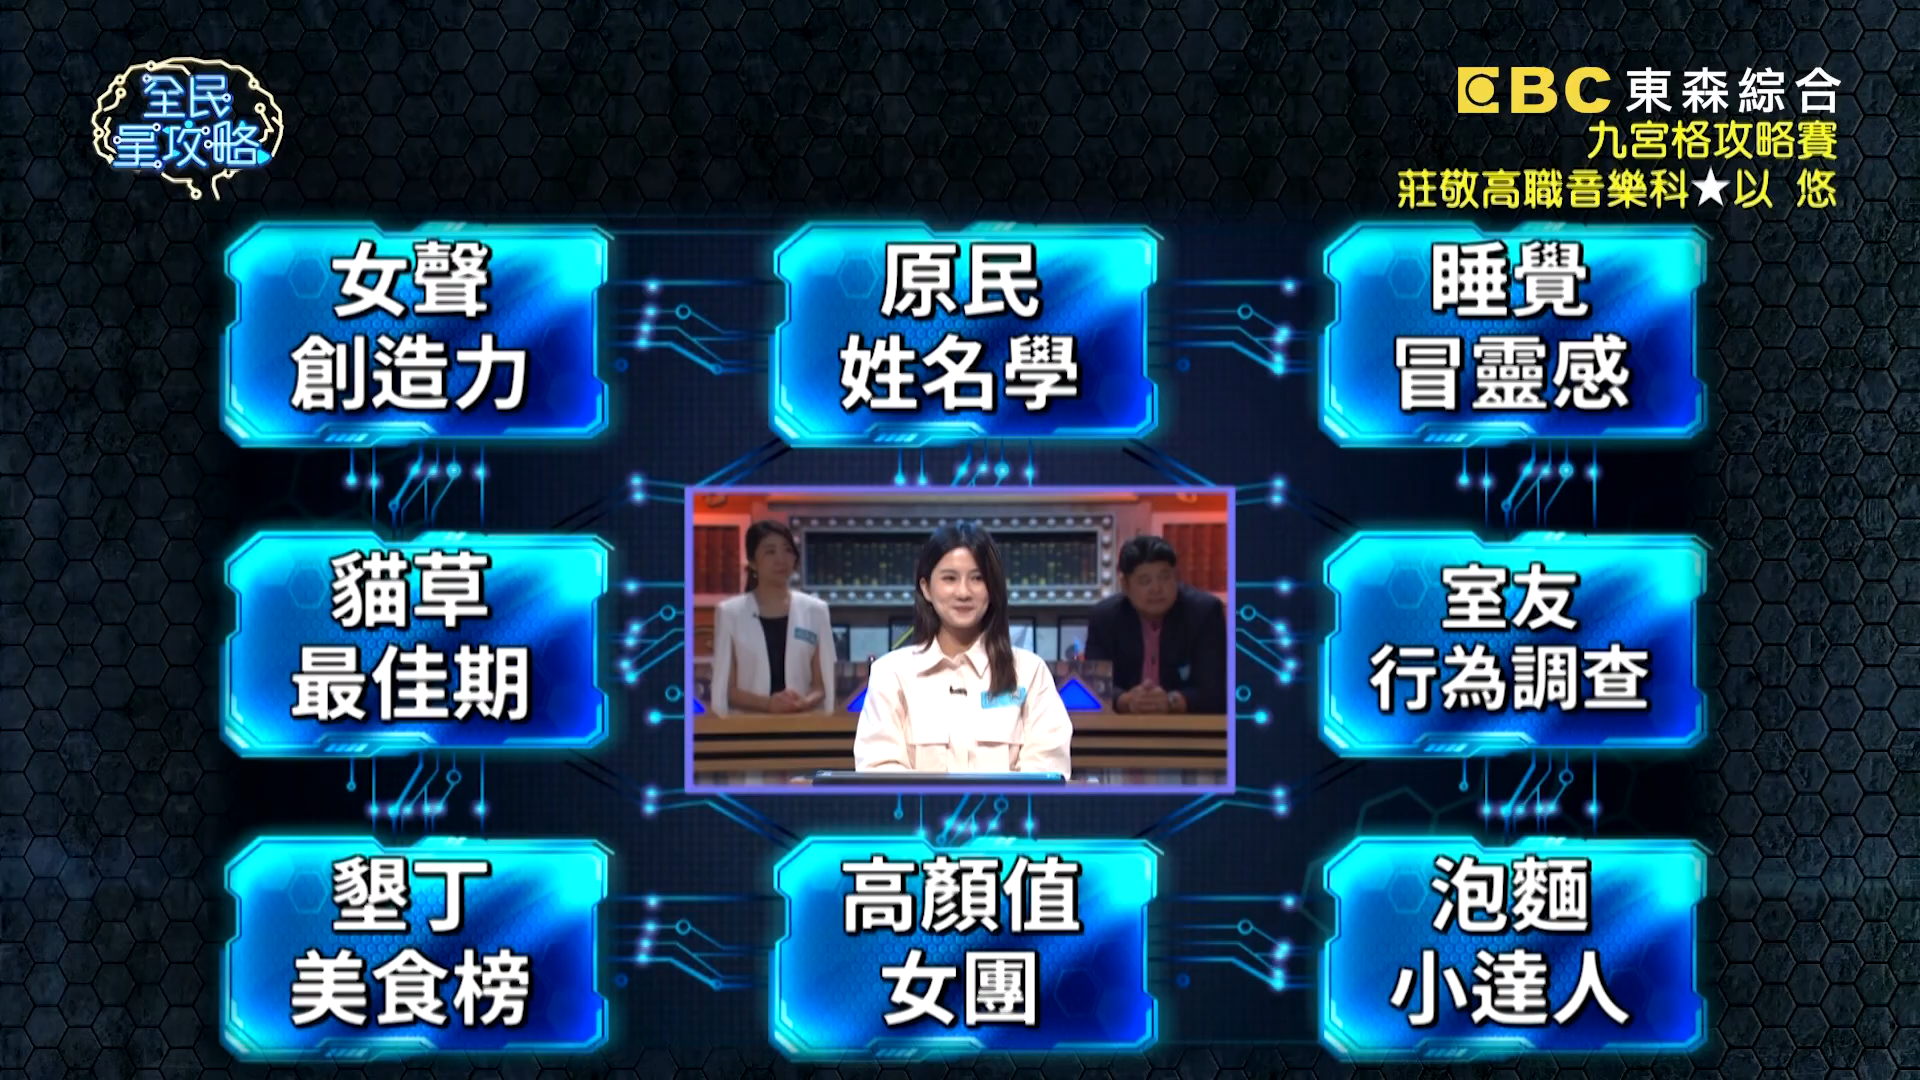 全民
星攻略
EBC 東森綜合
九宮格攻略賽
莊敬高職音樂科★以 悠
女聲
創造力
原民
姓名學
睡覺
冒靈感
貓草
最佳期
室友
行為調查
墾丁
美食榜
高顏值
女團
泡麵
小達人